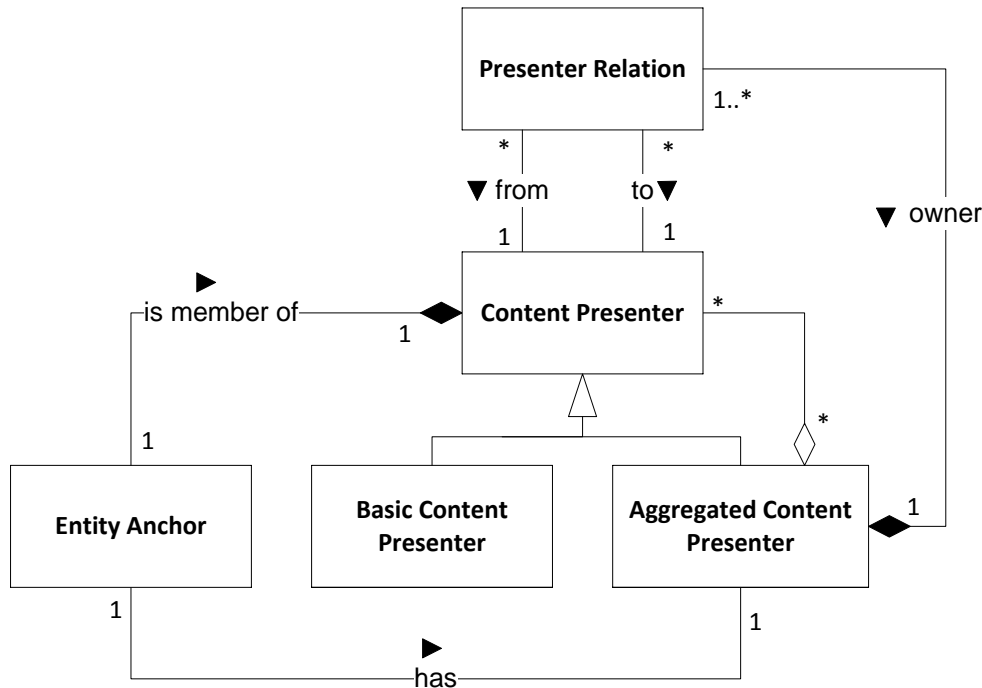 Presenter Relation
1..*
*
*
▼ from
to▼
▼ owner
1
1
►
is member of
1
Content Presenter
*
*
1
Entity Anchor
Basic Content
Presenter
Aggregated Content
Presenter
1
1
1
►
has